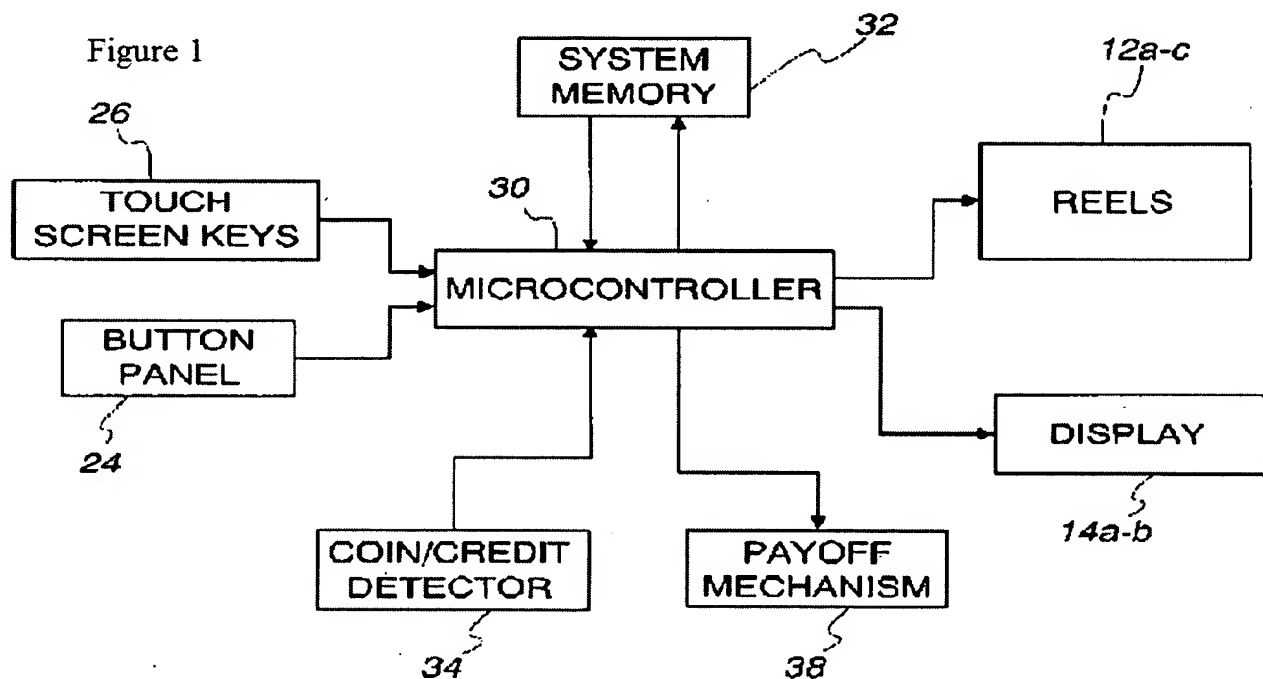 Figure 1
32
12a-c
SYSTEM
MEMORY
26
30
TOUCH
SCREEN KEYS
REELS
MICROCONTROLLER
BUTTON
PANEL
24
DISPLAY
14a-b
COIN/CREDIT
DETECTOR
PAYOFF
MECHANISM
34
38